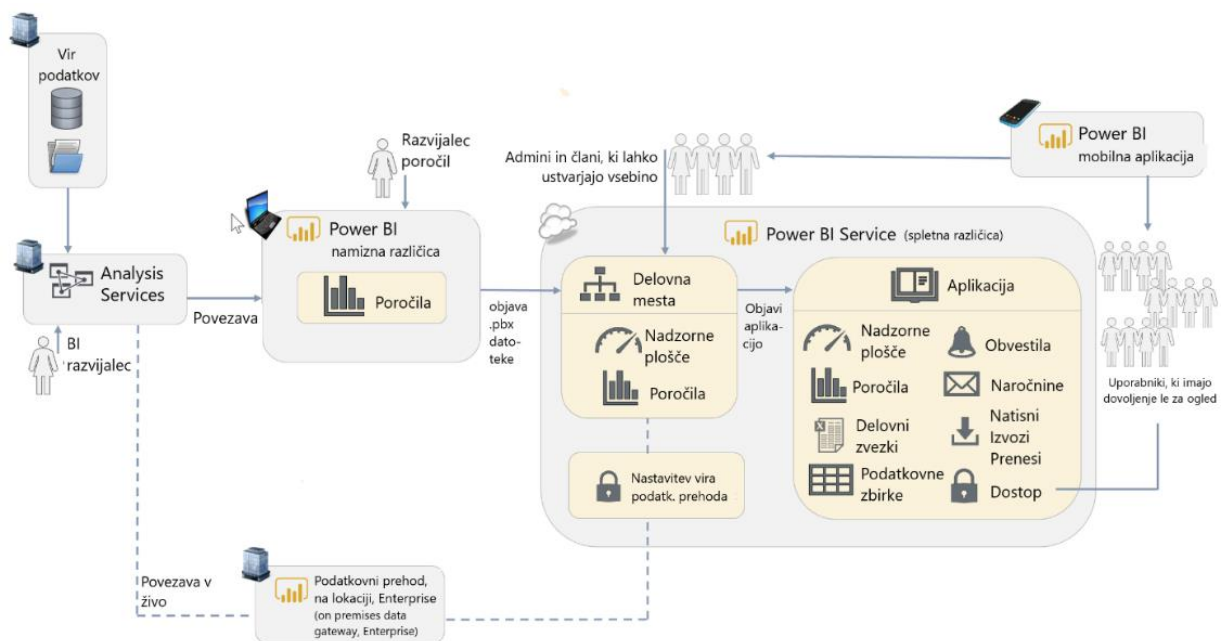 Vir
podatkov
Analysis
Services
BI
razvijalec
Povezava
Razvijalec
poročil
Power BI
namizna različica
Poročila
objava
.pbx
dato-
teke
Admini in člani, ki lahko
ustvarjajo vsebino
Power BI
mobilna aplikacija
Power BI Service (spletna različica)
Delovna
mesta
Nadzorne
plošče
Poročila
Nastavitev vira
podatk. prehoda
Objavi
aplika-
cijo
Aplikacija
Nadzorne
plošče
Poročila
Delovni
zvezki
Podatkovne
zbirke
Obvestila
Naročnine
Natisni
Izvozi
Prenesi
Dostop
Uporabniki, ki imajo
dovoljenje le za ogled
Povezava v
živo
Podatkovni prehod,
na lokaciji, Enterprise
(on premises data
gateway, Enterprise)